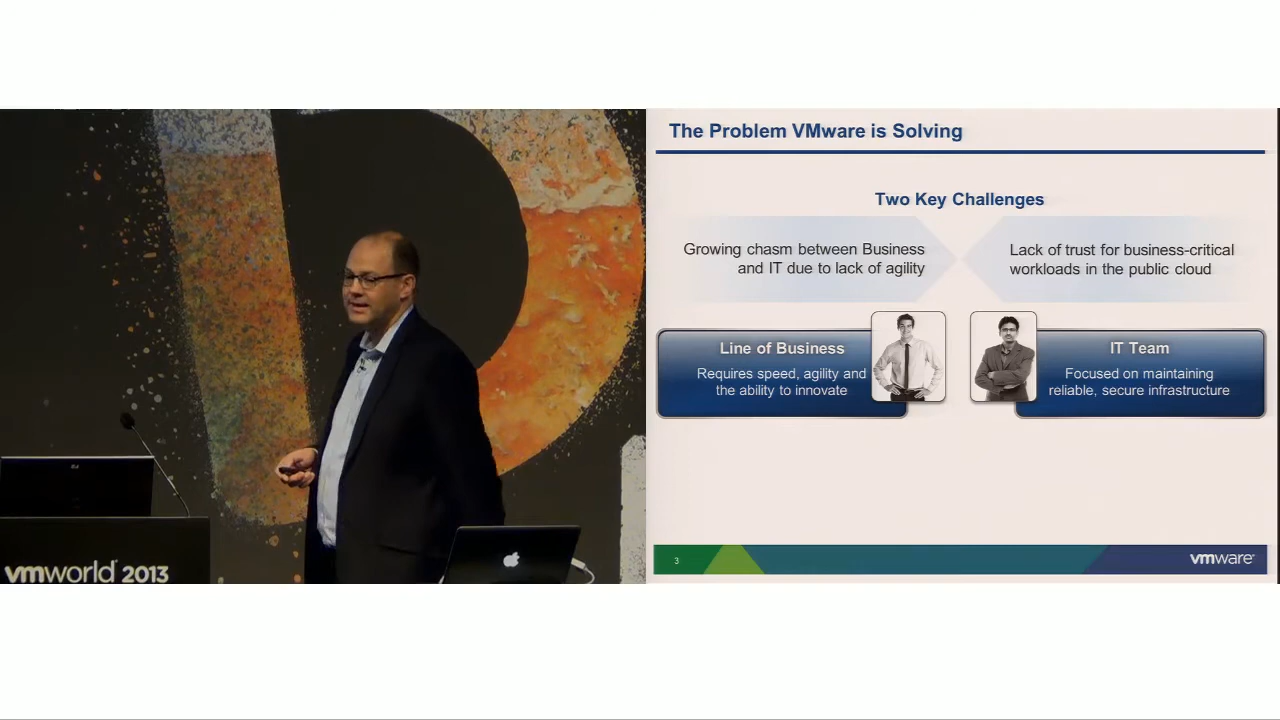 vmworld 2013
The Problem VMware is Solving
Two Key Challenges
Growing chasm between Business
and IT due to lack of agility
Lack of trust for business-critical
workloads in the public cloud
Line of Business
Requires speed, agility and
the ability to innovate
IT Team
Focused on maintaining
reliable, secure infrastructure
3
vmware